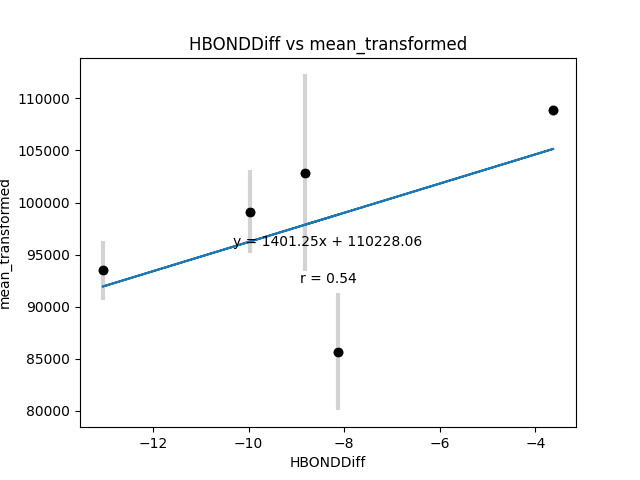 HBONDDiff vs mean_transformed
mean_transformed
110000
105000
100000
95000
90000
85000
80000
y = 1401.25x + 110228.06
r = 0.54
−12
−10
−8
−6
−4
HBONDDiff